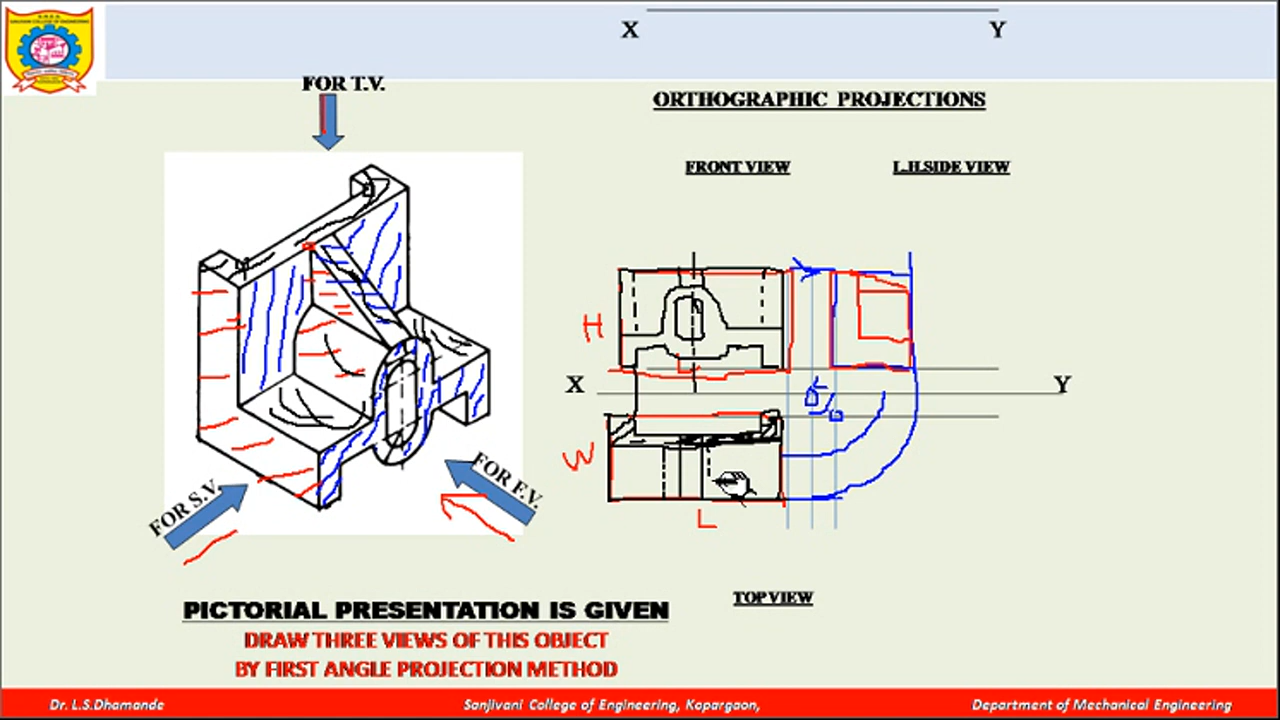 X Y
FOR T.V.
ORTHOGRAPHIC PROJECTIONS
FRONT VIEW L.H.SIDE VIEW
H
X Y
W
L
FOR S.V. FOR F.V.
TOP VIEW
PICTORIAL PRESENTATION IS GIVEN
DRAW THREE VIEWS OF THIS OBJECT
BY FIRST ANGLE PROJECTION METHOD
Dr. L.S.Dhamande Sanjivani College of Engineering, Kopargaon, Department of Mechanical Engineering